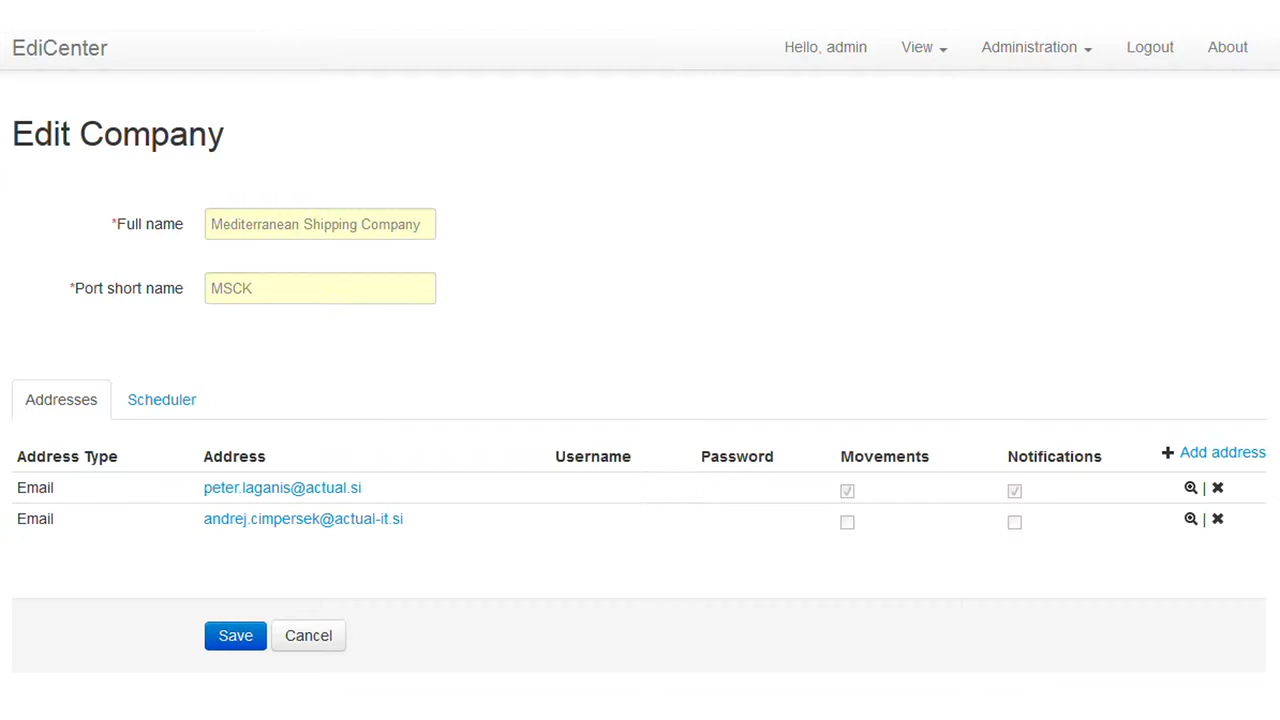 EdiCenter Hello, admin View Administration Logout About
Edit Company
*Full name Mediterranean Shipping Company
*Port short name MSCK
Addresses Scheduler
Address Type Address Username Password Movements Notifications + Add address
Email peter.laganis@actual.si |
Email andrej.cimpersek@actual-it.si |
Save Cancel